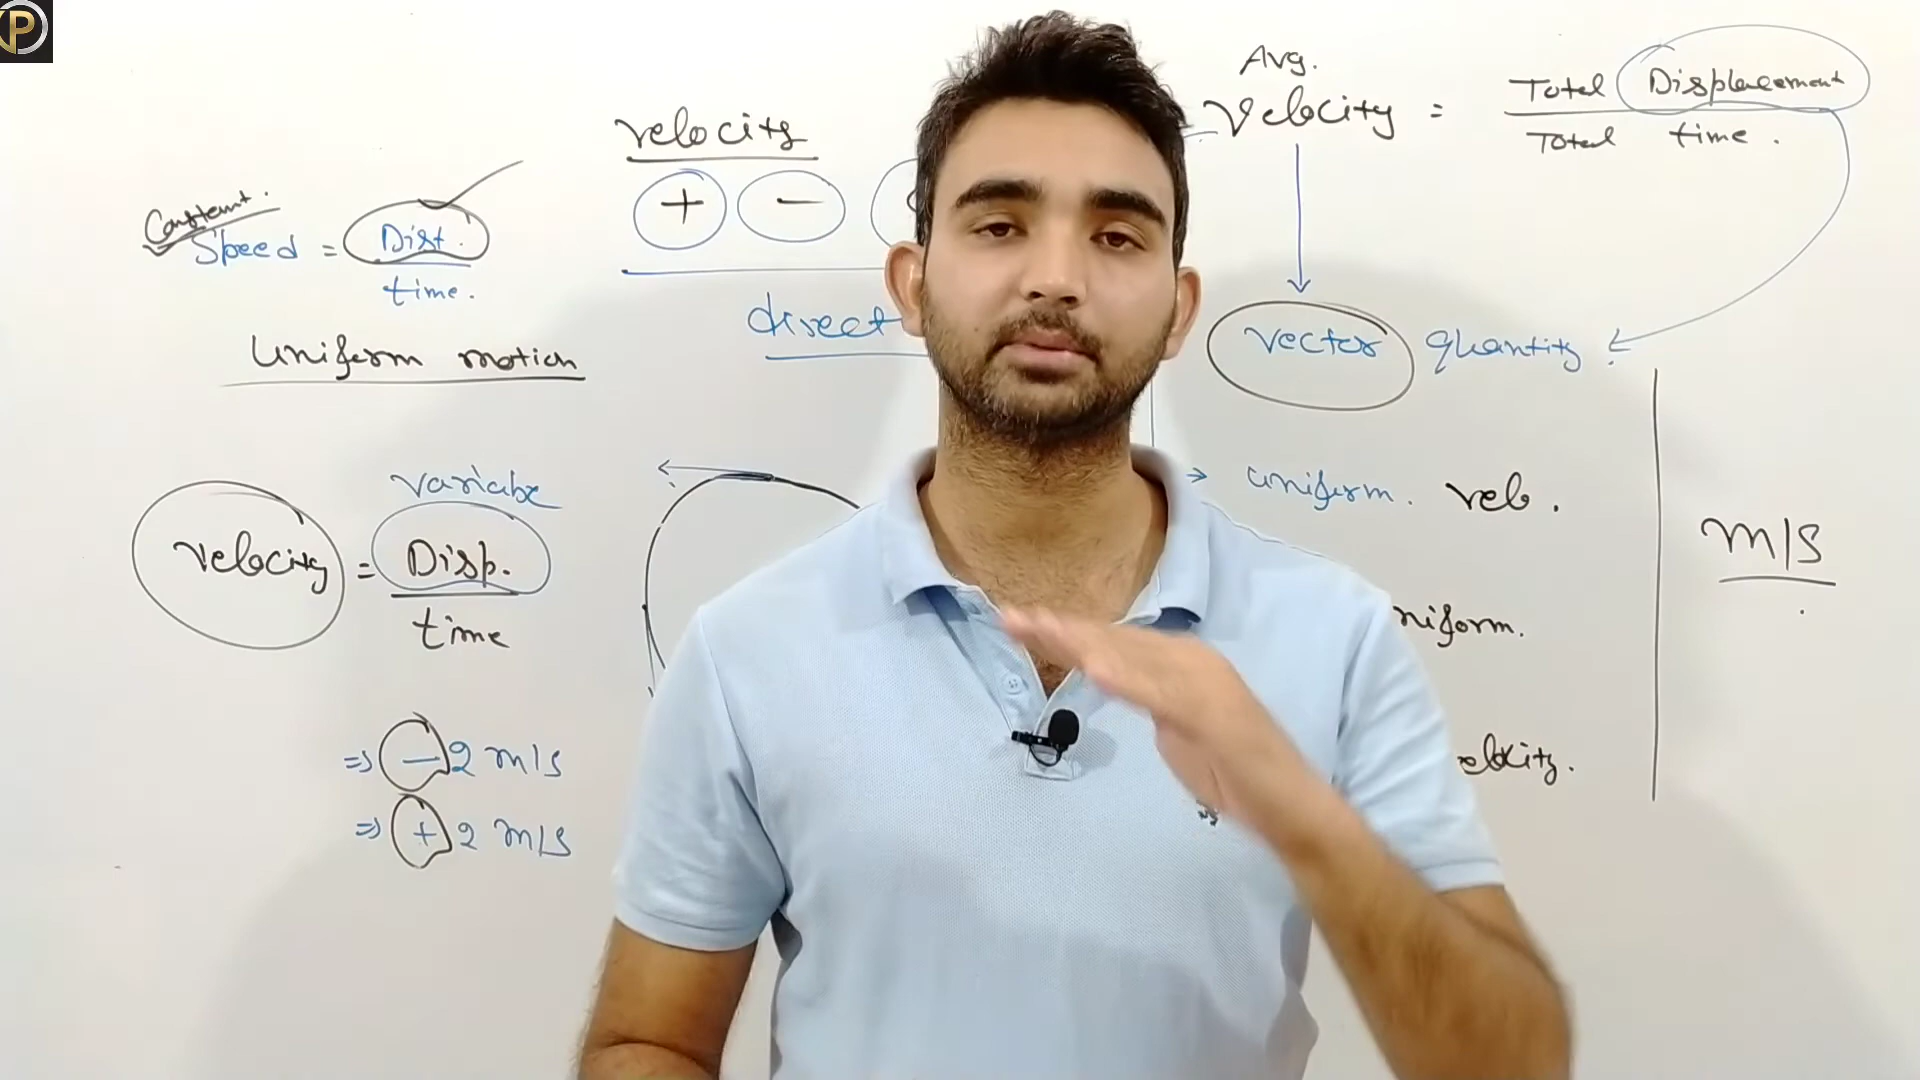 P
Avg.
Velocity = Total Displacement
Total time.
velocity
+ -
Constant.
Speed = Dist.
time.
direct
vector quantity
Uniform motion
variable
Velocity = Disp.
time
uniform. velo.
m/s
niform.
elocity.
⇒ - 2 m/s
⇒ + 2 m/s